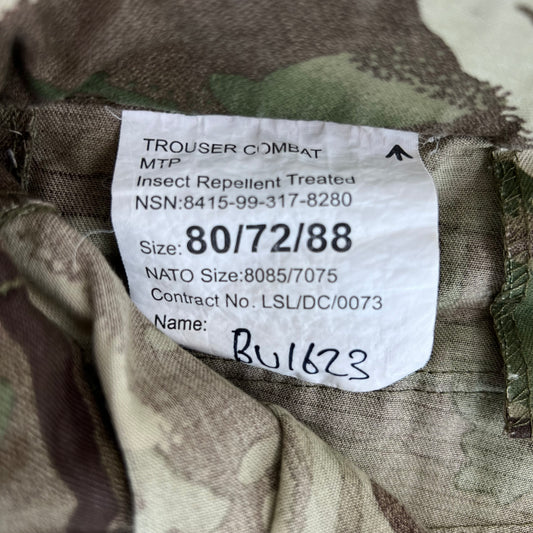 TROUSER COMBAT
MTP
Insect Repellent Treated
NSN:8415-99-317-8280
Size: 80/72/88
NATO Size:8085/7075
Contract No. LSL/DC/0073
Name: BU1623